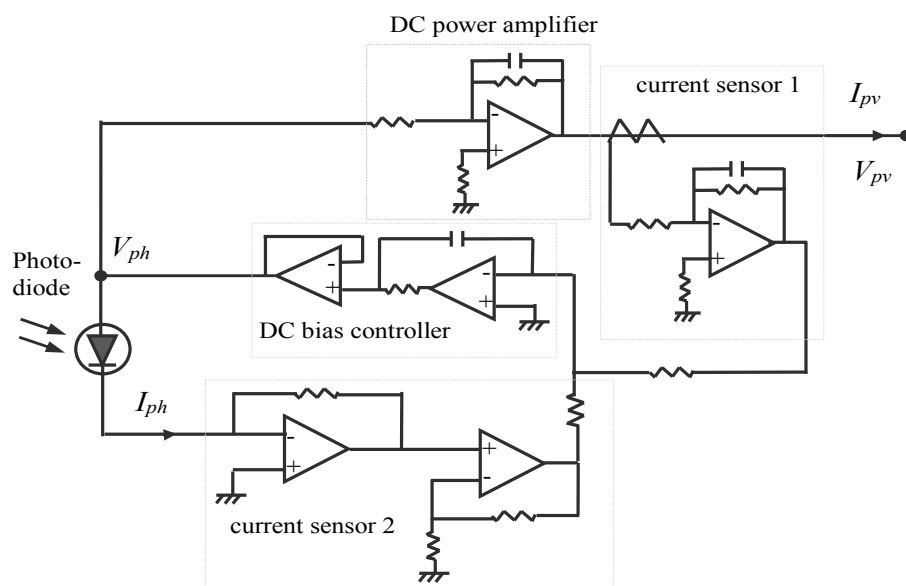 DC power amplifier
current sensor 1
I_pv
V_pv
-
+
-
+
V_ph
Photo-
diode
-
+
-
+
DC bias controller
I_ph
-
+
+
-
current sensor 2